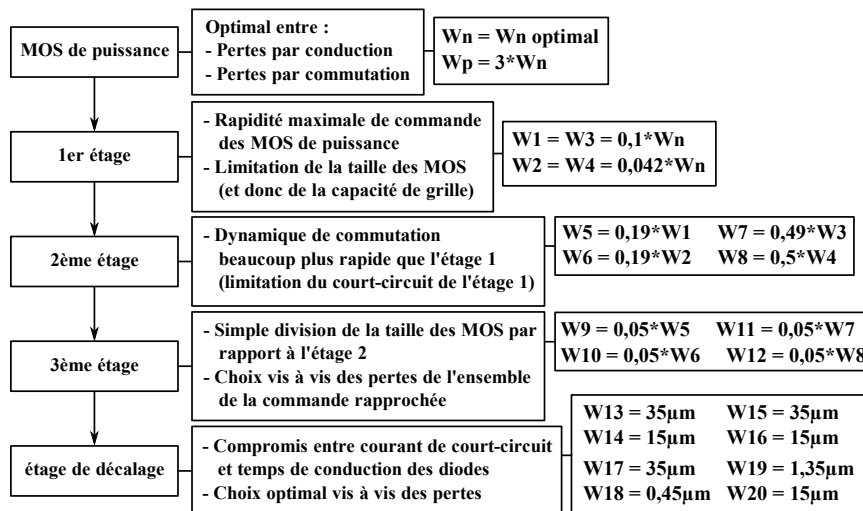 MOS de puissance
Optimal entre :
- Pertes par conduction
- Pertes par commutation
Wn = Wn optimal
Wp = 3*Wn
1er étage
- Rapidité maximale de commande
des MOS de puissance
- Limitation de la taille des MOS
(et donc de la capacité de grille)
W1 = W3 = 0,1*Wn
W2 = W4 = 0,042*Wn
2ème étage
- Dynamique de commutation
beaucoup plus rapide que l'étage 1
(limitation du court-circuit de l'étage 1)
W5 = 0,19*W1 W7 = 0,49*W3
W6 = 0,19*W2 W8 = 0,5*W4
3ème étage
- Simple division de la taille des MOS par
rapport à l'étage 2
- Choix vis à vis des pertes de l'ensemble
de la commande rapprochée
W9 = 0,05*W5 W11 = 0,05*W7
W10 = 0,05*W6 W12 = 0,05*W8
étage de décalage
- Compromis entre courant de court-circuit
et temps de conduction des diodes
- Choix optimal vis à vis des pertes
W13 = 35µm W15 = 35µm
W14 = 15µm W16 = 15µm
W17 = 35µm W19 = 1,35µm
W18 = 0,45µm W20 = 15µm